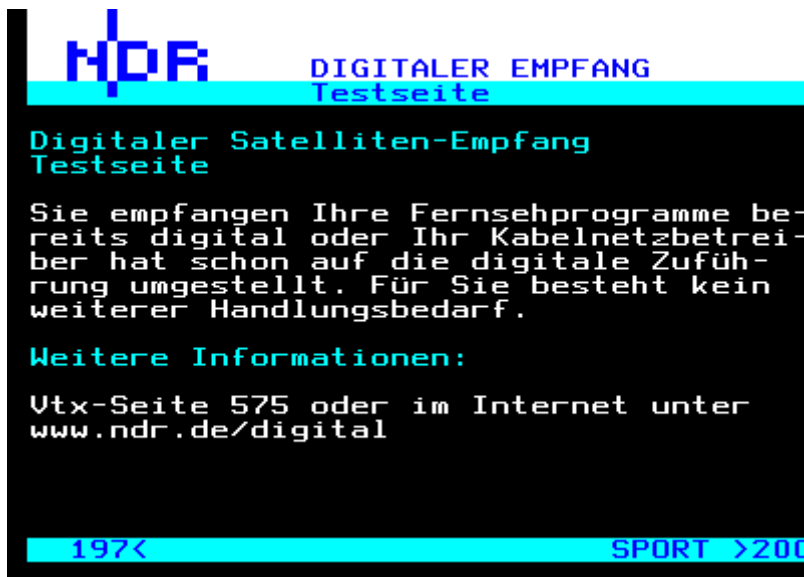 NDR
DIGITALER EMPFANG
Testseite
Digitaler Satelliten-Empfang
Testseite
Sie empfangen Ihre Fernsehprogramme be-
reits digital oder Ihr Kabelnetzbetrei-
ber hat schon auf die digitale Zufüh-
rung umgestellt. Für Sie besteht kein
weiterer Handlungsbedarf.
Weitere Informationen:
Vtx-Seite 575 oder im Internet unter
www.ndr.de/digital
197< SPORT >200